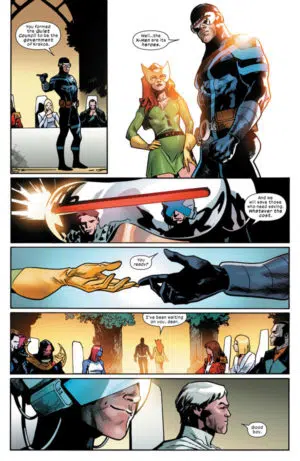 You formed
the Quiet
Council to be the
government
of Krakoa.
Well...the
X-Men are its
heroes.
And we
will save those
who need saving.
Whatever the
cost.
You
ready?
I've been waiting
on you, dear.
Good
boy.